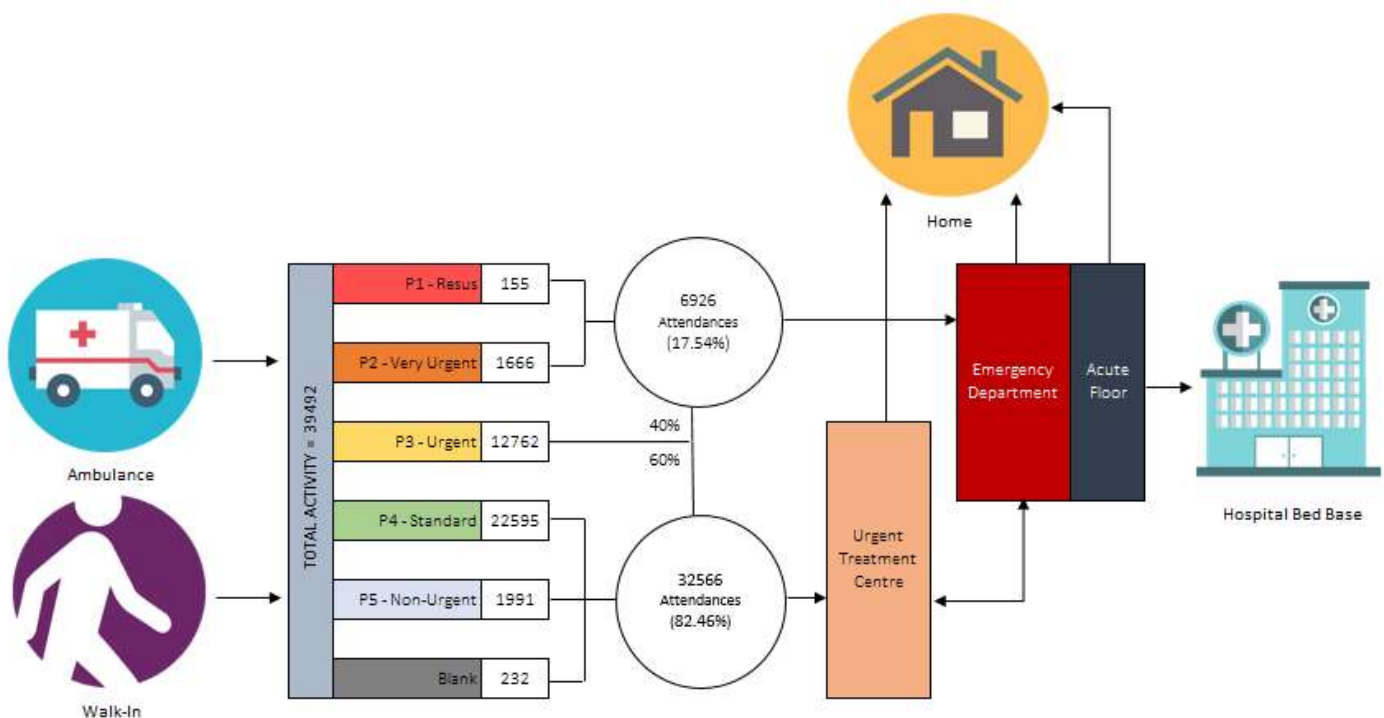 Home
Ambulance
Walk-In
TOTAL ACTIVITY = 39492
P1 - Resus 155
P2 - Very Urgent 1666
P3 - Urgent 12762
P4 - Standard 22595
P5 - Non-Urgent 1991
Blank 232
6926
Attendances
(17.54%)
40%
60%
32566
Attendances
(82.46%)
Urgent
Treatment
Centre
Emergency
Department
Acute
Floor
Hospital Bed Base